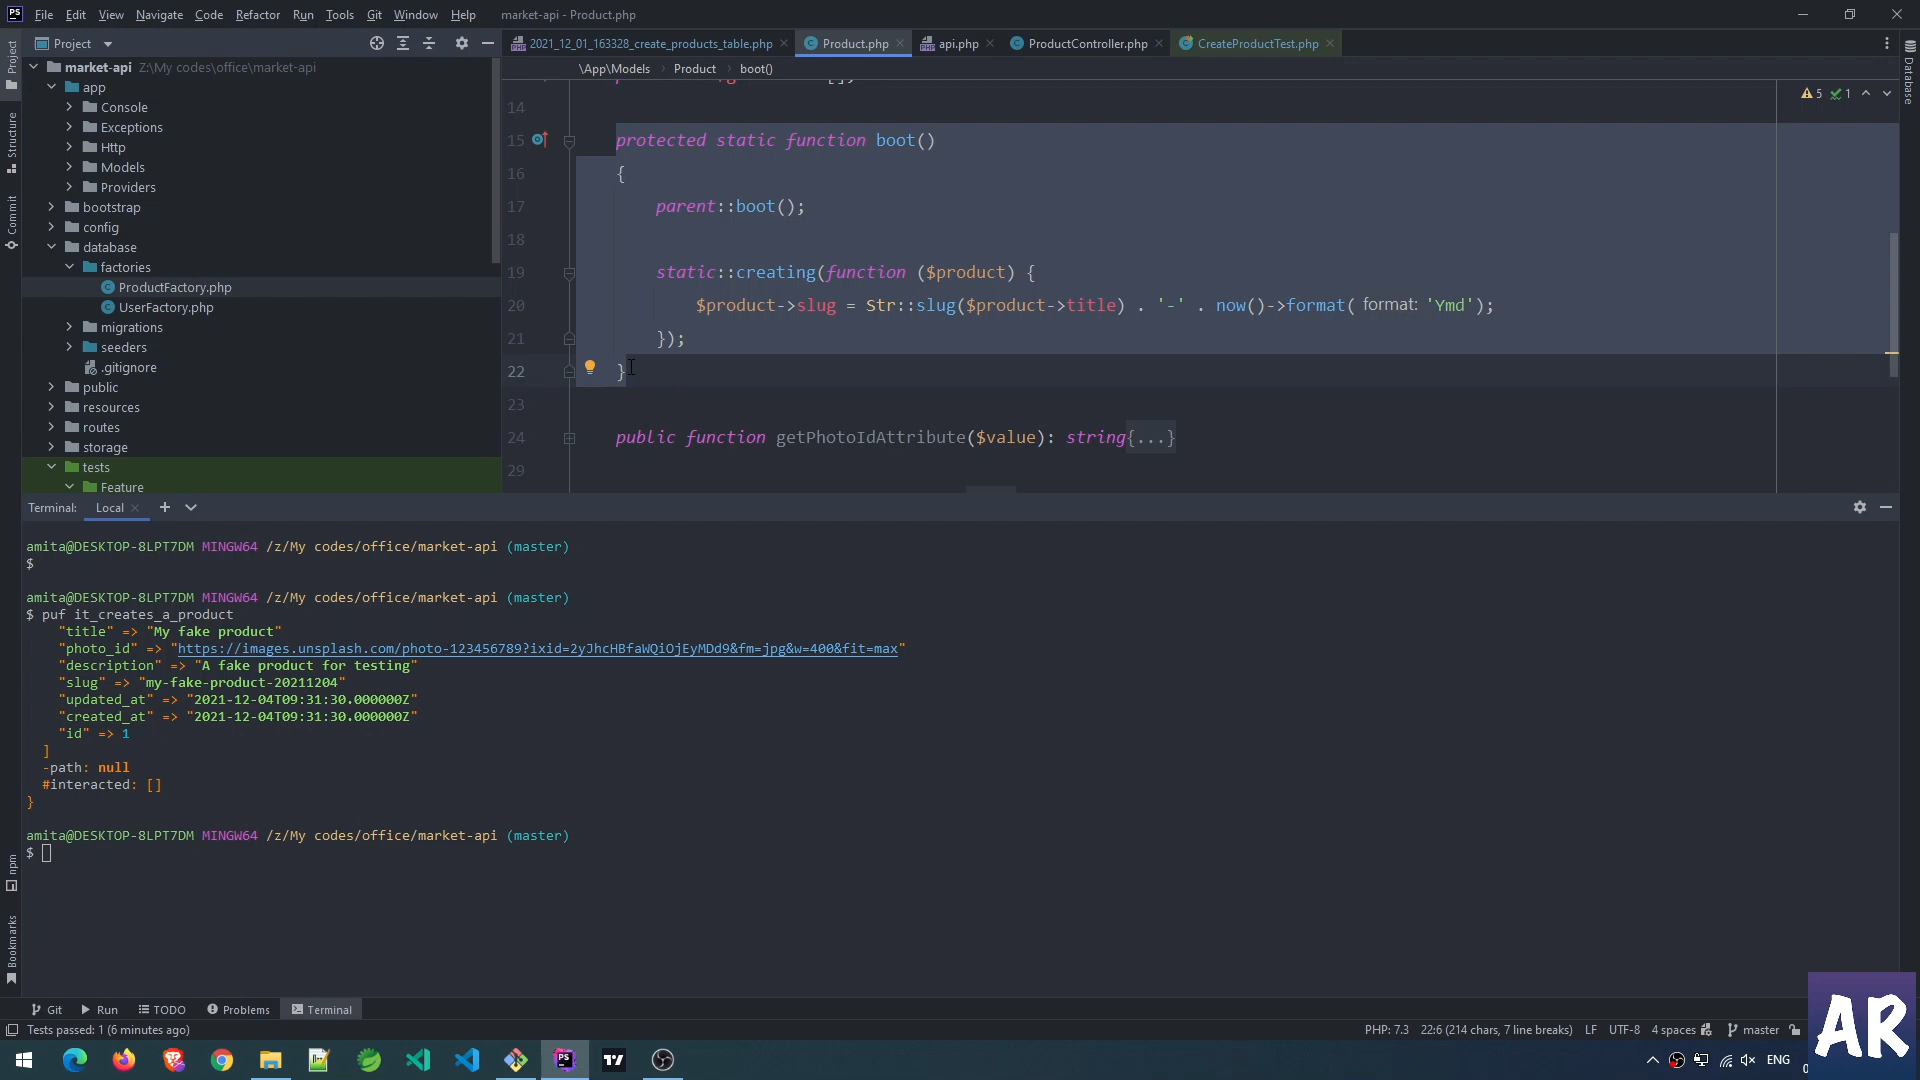 PS File Edit View Navigate Code Refactor Run Tools Git Window Help market-api - Product.php
Project
2021_12_01_163328_create_products_table.php Product.php api.php ProductController.php CreateProductTest.php
\App\Models Product boot()
market-api Z:\My codes\office\market-api
app
Console
Exceptions
Http
Models
Providers
bootstrap
config
database
factories
ProductFactory.php
UserFactory.php
migrations
seeders
.gitignore
public
resources
routes
storage
tests
Feature
Project
Structure
Commit
npm
Bookmarks
Database
5 1
14
15 protected static function boot()
16 {
17 parent::boot();
18
19 static::creating(function ($product) {
20 $product->slug = Str::slug($product->title) . '-' . now()->format( format: 'Ymd');
21 });
22 }
23
24 public function getPhotoIdAttribute($value): string{...}
29
Terminal: Local
amita@DESKTOP-8LPT7DM MINGW64 /z/My codes/office/market-api (master)
$
amita@DESKTOP-8LPT7DM MINGW64 /z/My codes/office/market-api (master)
$ puf it_creates_a_product
"title" => "My fake product"
"photo_id" => "https://images.unsplash.com/photo-123456789?ixid=2yJhcHBfaWQiOjEyMDd9&fm=jpg&w=400&fit=max"
"description" => "A fake product for testing"
"slug" => "my-fake-product-20211204"
"updated_at" => "2021-12-04T09:31:30.000000Z"
"created_at" => "2021-12-04T09:31:30.000000Z"
"id" => 1
]
-path: null
#interacted: []
}
amita@DESKTOP-8LPT7DM MINGW64 /z/My codes/office/market-api (master)
$
Git Run TODO Problems Terminal
Tests passed: 1 (6 minutes ago) PHP: 7.3 22:6 (214 chars, 7 line breaks) LF UTF-8 4 spaces master
ENG
AR